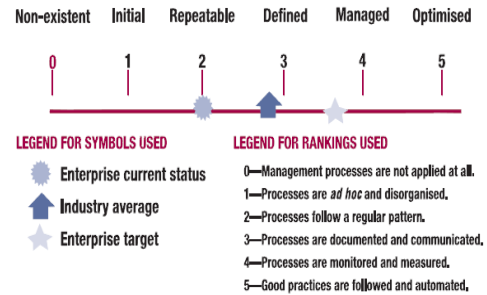 Non-existent Initial Repeatable Defined Managed Optimised
0 1 2 3 4 5
LEGEND FOR SYMBOLS USED
Enterprise current status
Industry average
Enterprise target
LEGEND FOR RANKINGS USED
0—Management processes are not applied at all.
1—Processes are ad hoc and disorganised.
2—Processes follow a regular pattern.
3—Processes are documented and communicated.
4—Processes are monitored and measured.
5—Good practices are followed and automated.